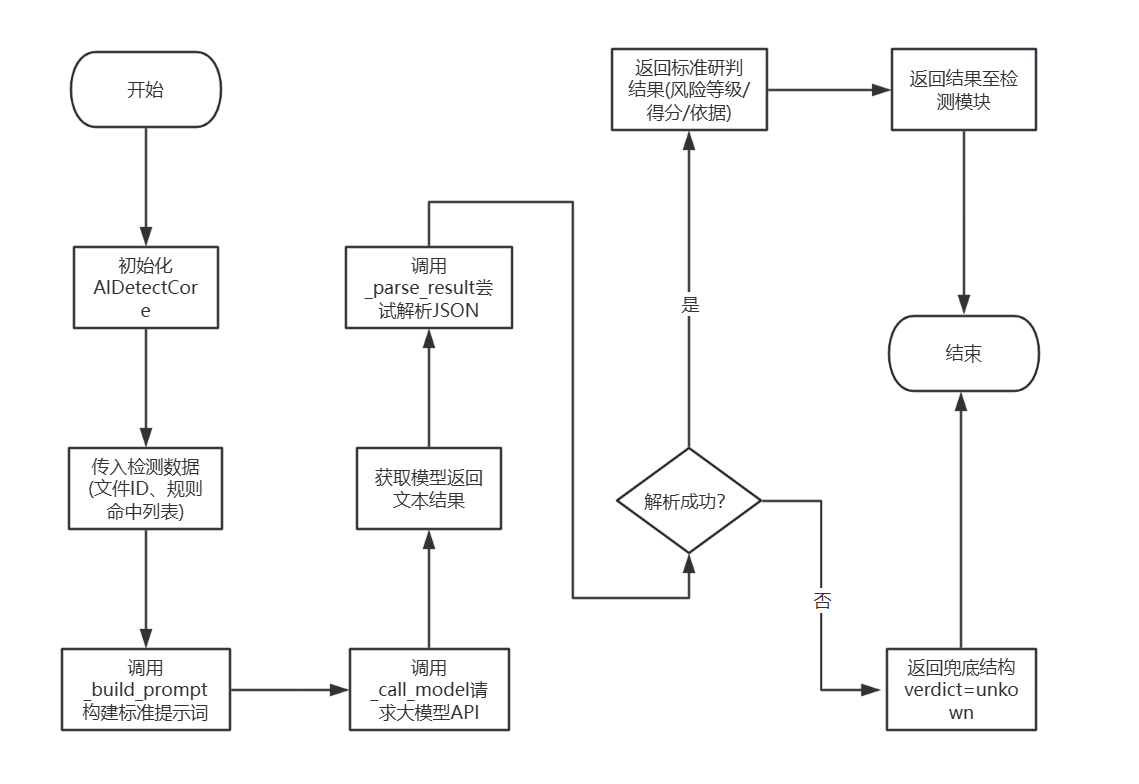 开始
初始化
AIDetectCor
e
传入检测数据
(文件ID、规则
命中列表)
调用
_build_prompt
构建标准提示词
调用
_call_model请
求大模型API
获取模型返回
文本结果
调用
_parse_result尝
试解析JSON
解析成功?
是
返回标准研判
结果(风险等级/
得分/依据)
返回结果至检
测模块
否
返回兜底结构
verdict=unko
wn
结束